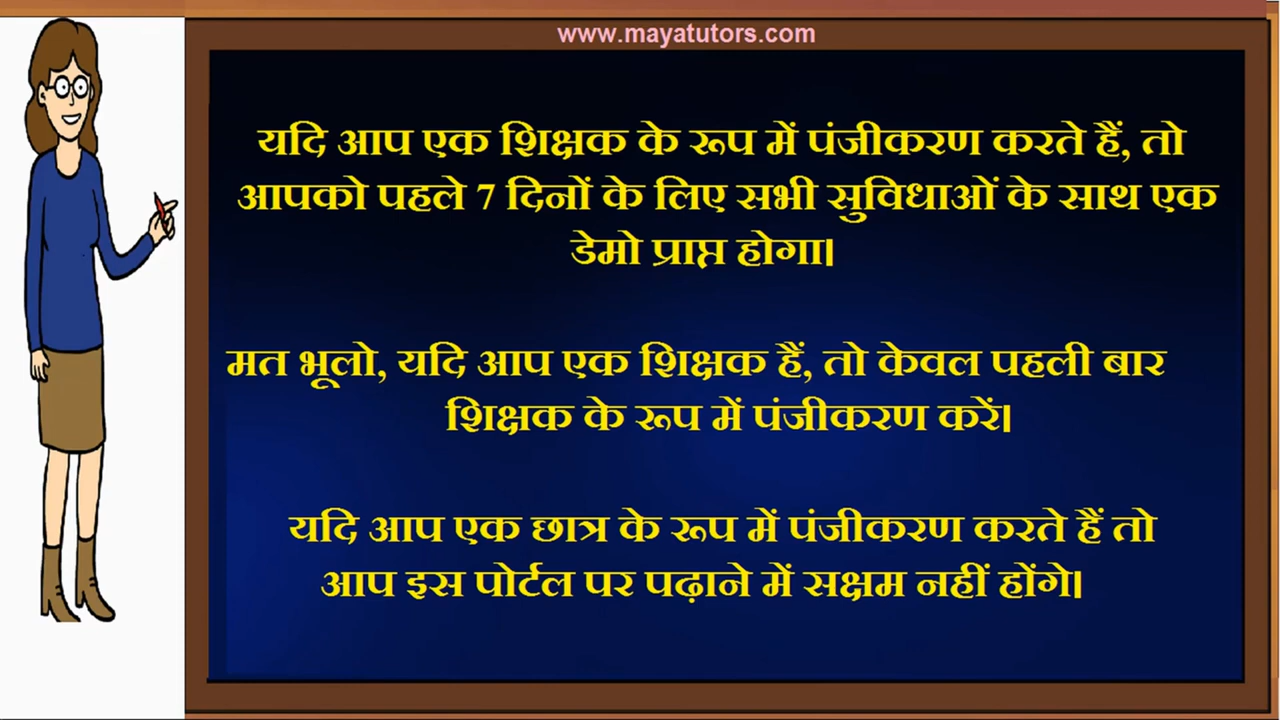 www.mayatutors.com
यदि आप एक शिक्षक के रूप में पंजीकरण करते हैं, तो
आपको पहले 7 दिनों के लिए सभी सुविधाओं के साथ एक
डेमो प्राप्त होगा।
मत भूलो, यदि आप एक शिक्षक हैं, तो केवल पहली बार
शिक्षक के रूप में पंजीकरण करें।
यदि आप एक छात्र के रूप में पंजीकरण करते हैं तो
आप इस पोर्टल पर पढ़ाने में सक्षम नहीं होंगे।